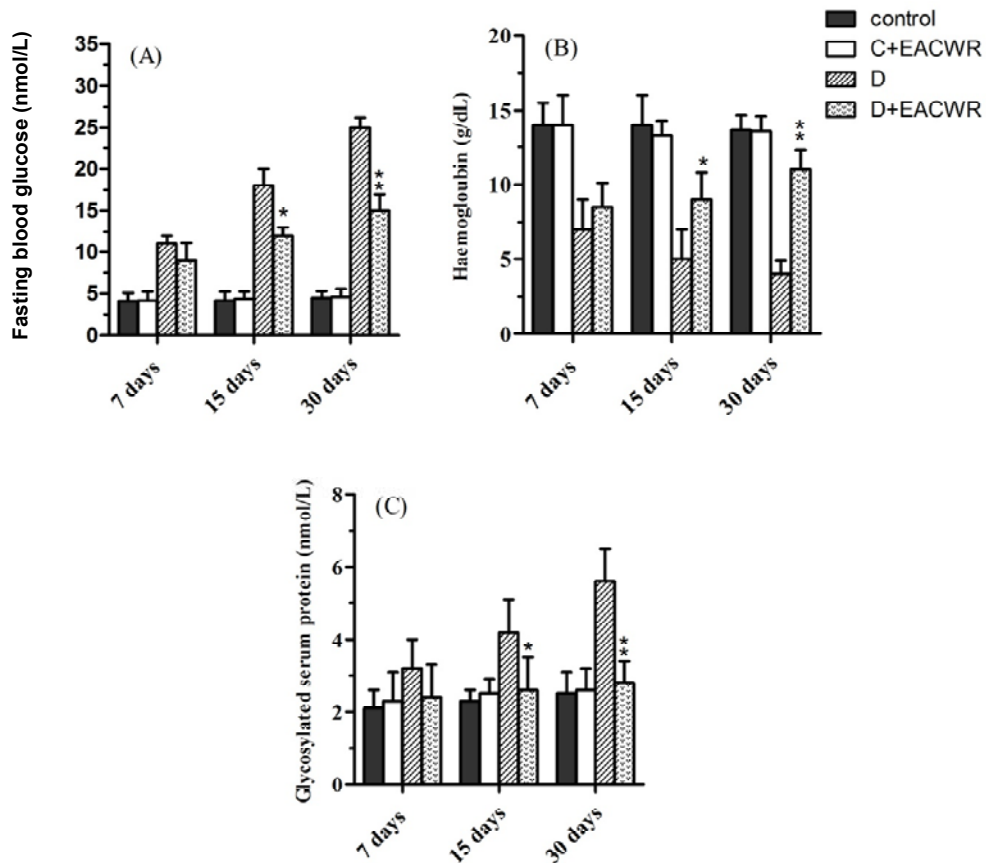 Fasting blood glucose (nmol/L)
35
30
25
20
15
10
5
0
(A)
*
**
7 days
15 days
30 days
Haemogloubin (g/dL)
20
15
10
5
0
(B)
*
**
7 days
15 days
30 days
control
C+EACWR
D
D+EACWR
Glycosylated serum protein (nmol/L)
8
6
4
2
0
(C)
*
**
7 days
15 days
30 days